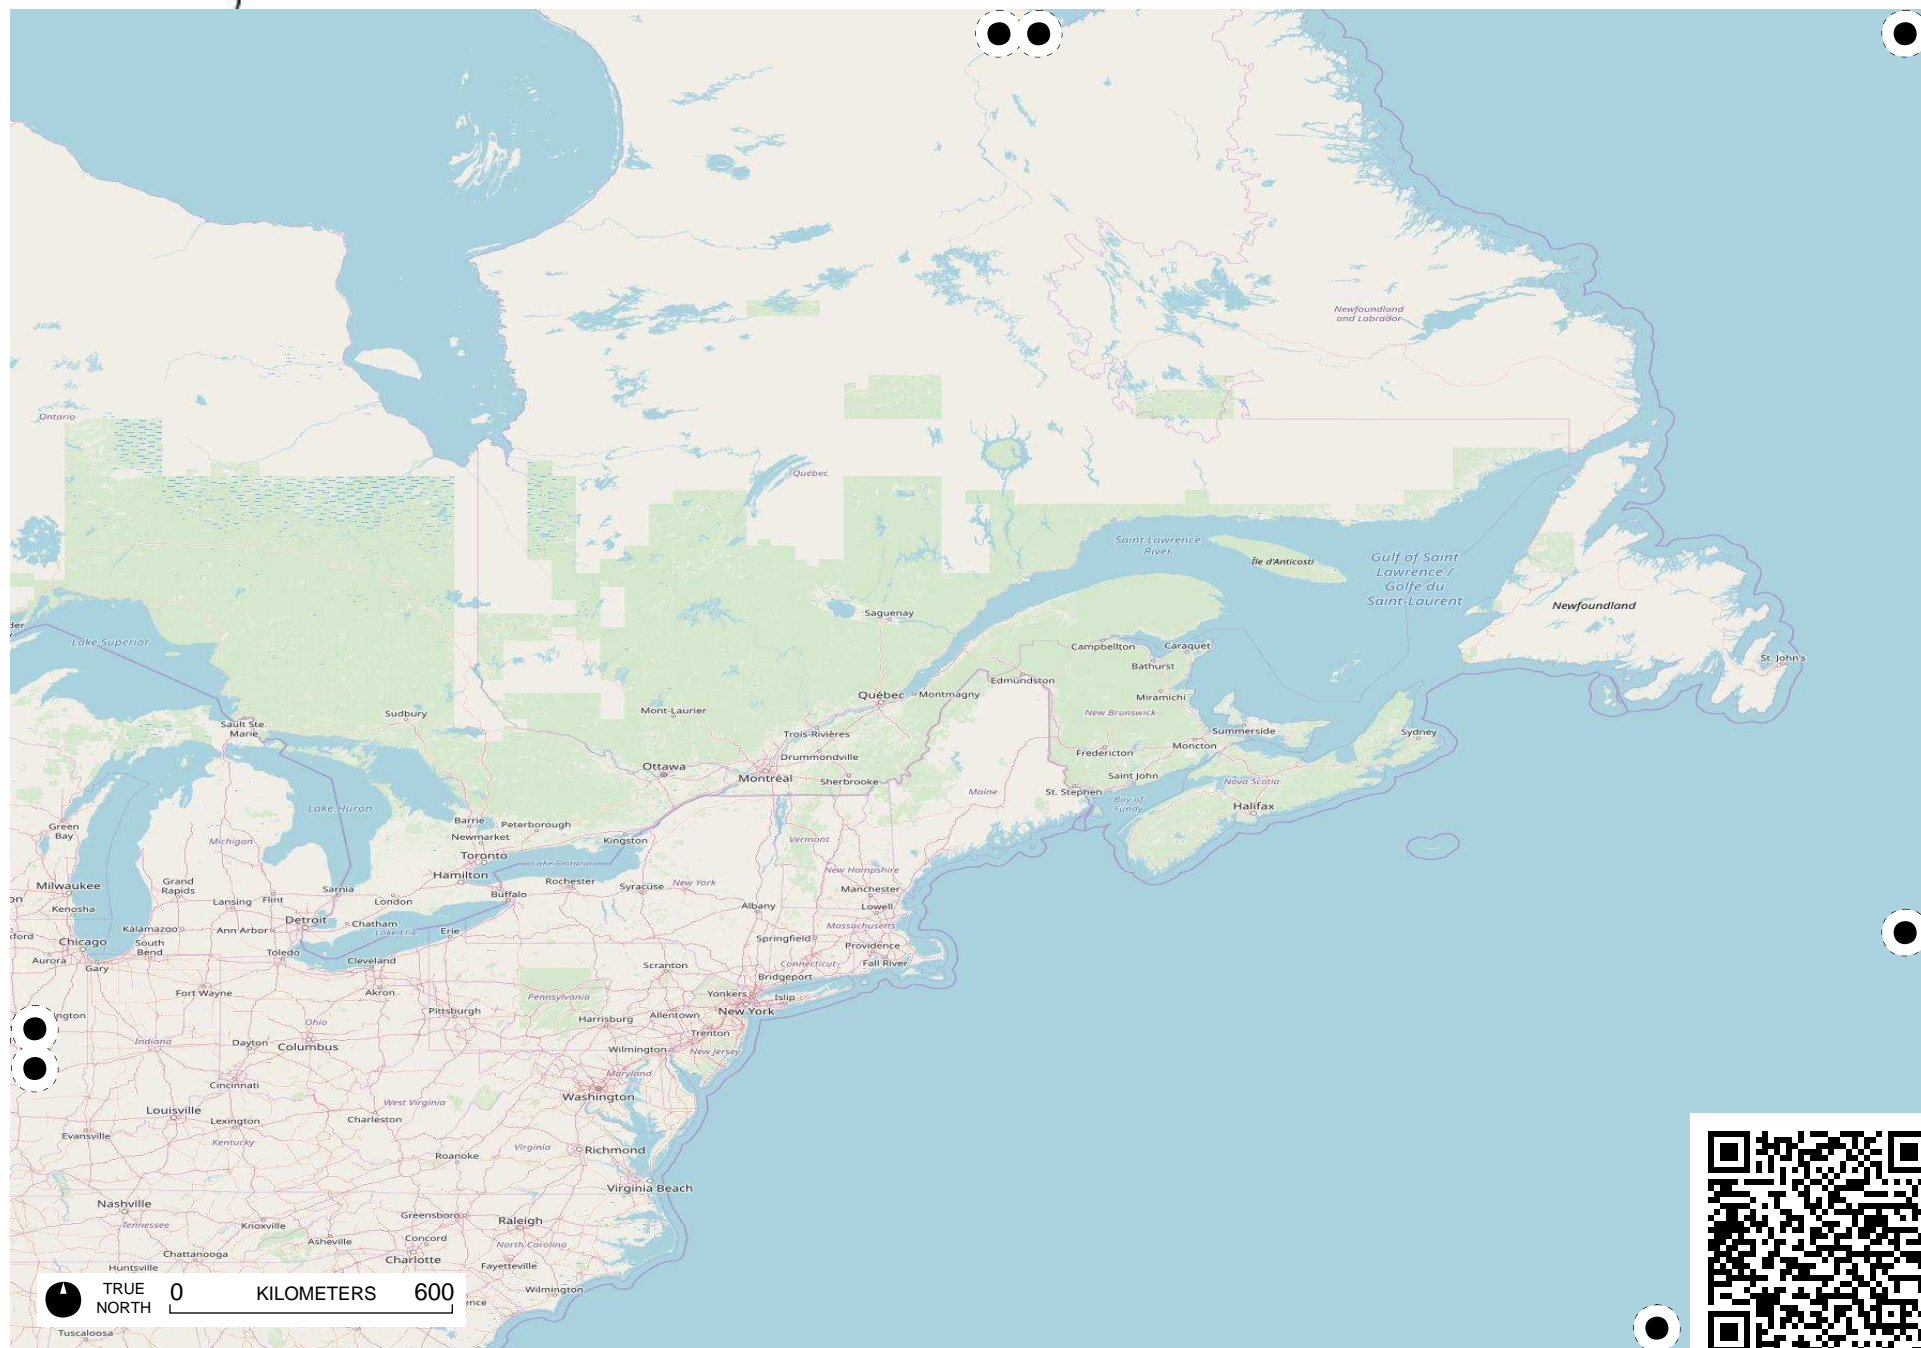 Newfoundland
and Labrador
Ontario
Québec
Saint Lawrence
River
Île d'Anticosti
Gulf of Saint
Lawrence /
Golfe du
Saint-Laurent
Newfoundland
Saguenay
Lake Superior
Campbellton
Caraquet
Bathurst
St. John's
Edmundston
Québec
Montmagny
Miramichi
New Brunswick
Mont-Laurier
Sudbury
Sault Ste.
Marie
Trois-Rivières
Summerside
Sydney
Moncton
Fredericton
Drummondville
Ottawa
Montréal
Sherbrooke
Saint John
Nova Scotia
St. Stephen
Maine
Bay of
Fundy
Halifax
Lake Huron
Barrie
Peterborough
Green
Bay
Newmarket
Kingston
Vermont
Michigan
Toronto
Lake Ontario
Hamilton
New Hampshire
Milwaukee
Grand
Rapids
Sarnia
Rochester
Syracuse
New York
Manchester
Buffalo
London
Lansing
Flint
Kenosha
Albany
Lowell
Detroit
Chatham
Massachusetts
Kalamazoo
Ann Arbor
Lake Erie
Erie
Springfield
Chicago
South
Bend
Providence
Toledo
Aurora
Cleveland
Gary
Scranton
Connecticut
Fall River
Bridgeport
Fort Wayne
Akron
Pennsylvania
Yonkers
Islip
Pittsburgh
Allentown
New York
Harrisburg
Ohio
Trenton
Indiana
Dayton
Columbus
Wilmington
New Jersey
Maryland
Cincinnati
Washington
West Virginia
Louisville
Lexington
Charleston
Evansville
Kentucky
Virginia
Richmond
Roanoke
Virginia Beach
Nashville
Tennessee
Knoxville
Greensboro
Raleigh
Asheville
Concord
North Carolina
Chattanooga
Charlotte
Huntsville
Fayetteville
Wilmington
TRUE
NORTH
0 KILOMETERS 600
Tuscaloosa